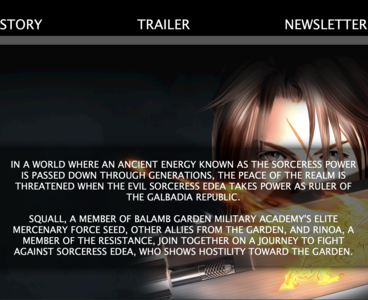 STORY TRAILER NEWSLETTER
IN A WORLD WHERE AN ANCIENT ENERGY KNOWN AS THE SORCERESS POWER
IS PASSED DOWN THROUGH GENERATIONS, THE PEACE OF THE REALM IS
THREATENED WHEN THE EVIL SORCERESS EDEA TAKES POWER AS RULER OF
THE GALBADIA REPUBLIC.
SQUALL, A MEMBER OF BALAMB GARDEN MILITARY ACADEMY'S ELITE
MERCENARY FORCE SEED, OTHER ALLIES FROM THE GARDEN, AND RINOA, A
MEMBER OF THE RESISTANCE, JOIN TOGETHER ON A JOURNEY TO FIGHT
AGAINST SORCERESS EDEA, WHO SHOWS HOSTILITY TOWARD THE GARDEN.